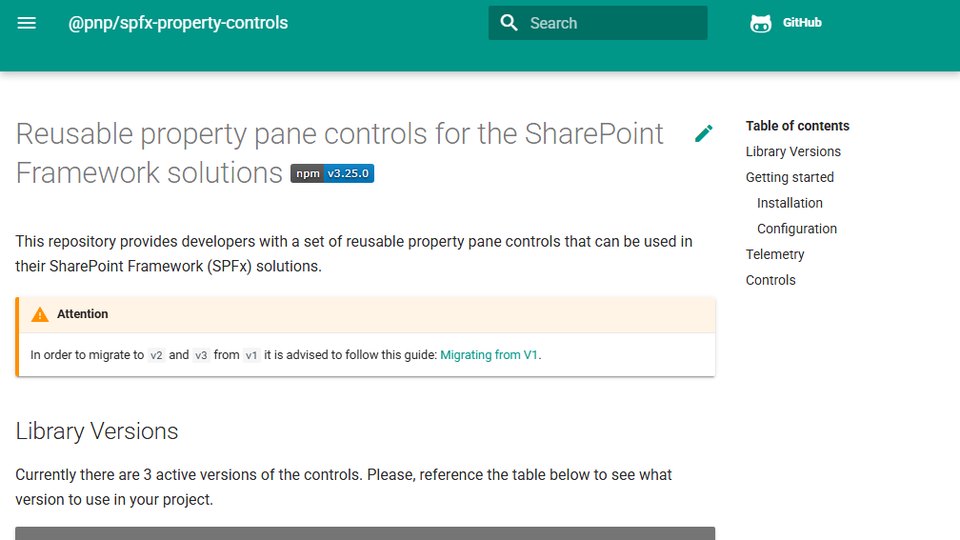 @pnp/spfx-property-controls
Search
GitHub
Reusable property pane controls for the SharePoint
Framework solutions npm v3.25.0
This repository provides developers with a set of reusable property pane controls that can be used in
their SharePoint Framework (SPFx) solutions.
Attention
In order to migrate to v2 and v3 from v1 it is advised to follow this guide: Migrating from V1.
Library Versions
Currently there are 3 active versions of the controls. Please, reference the table below to see what
version to use in your project.
Table of contents
Library Versions
Getting started
Installation
Configuration
Telemetry
Controls